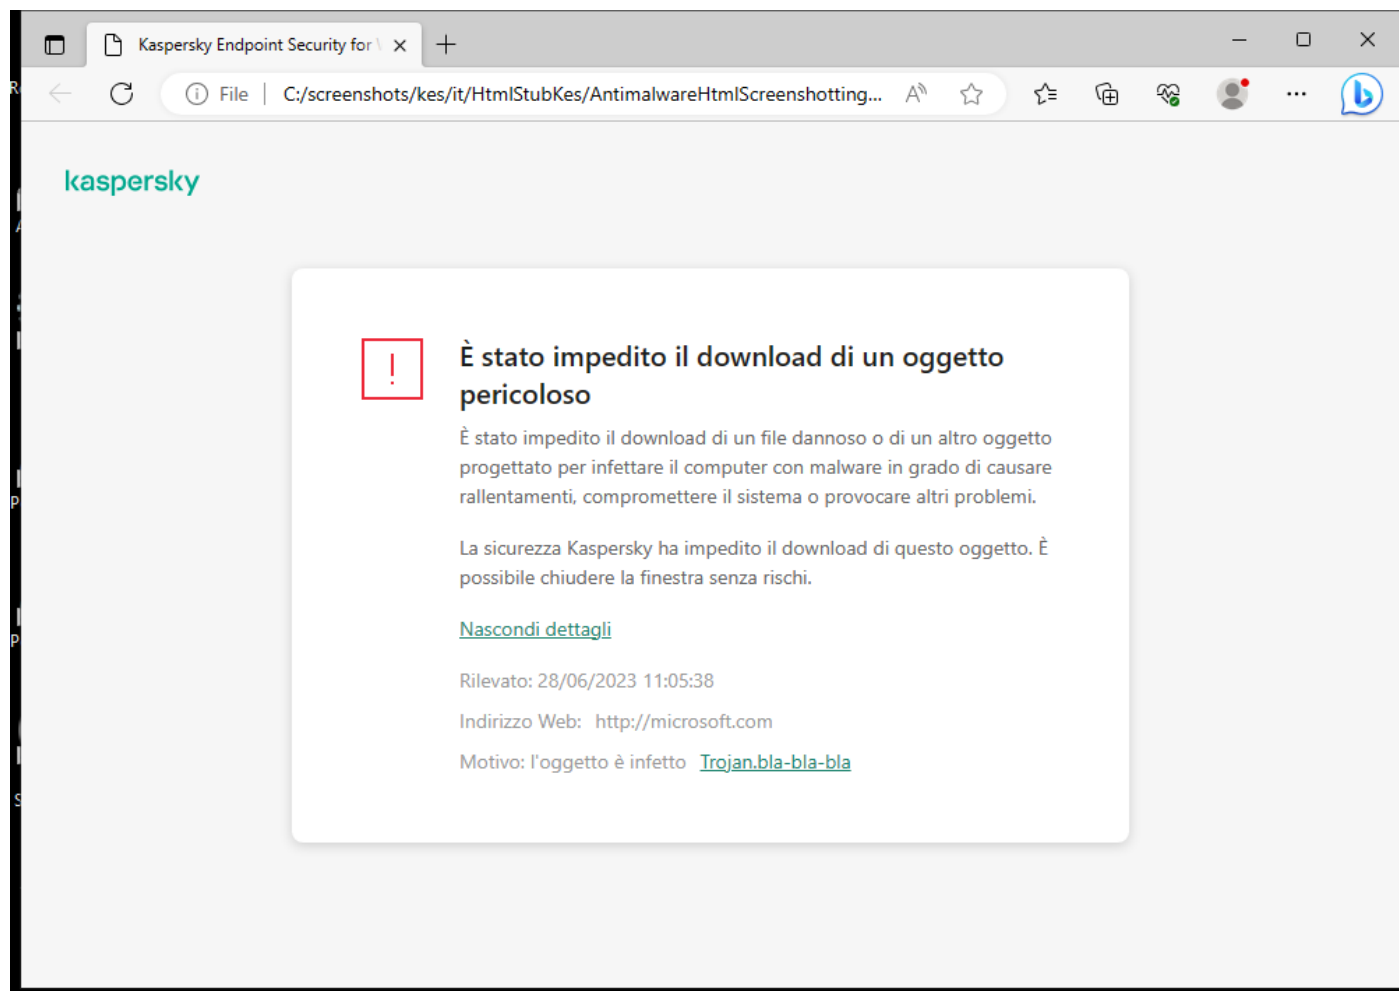 Kaspersky Endpoint Security for
File
C:/screenshots/kes/it/HtmlStubKes/AntimalwareHtmlScreenshotting...
kaspersky
È stato impedito il download di un oggetto
pericoloso
È stato impedito il download di un file dannoso o di un altro oggetto
progettato per infettare il computer con malware in grado di causare
rallentamenti, compromettere il sistema o provocare altri problemi.
La sicurezza Kaspersky ha impedito il download di questo oggetto. È
possibile chiudere la finestra senza rischi.
Nascondi dettagli
Rilevato: 28/06/2023 11:05:38
Indirizzo Web: http://microsoft.com
Motivo: l'oggetto è infetto Trojan.bla-bla-bla